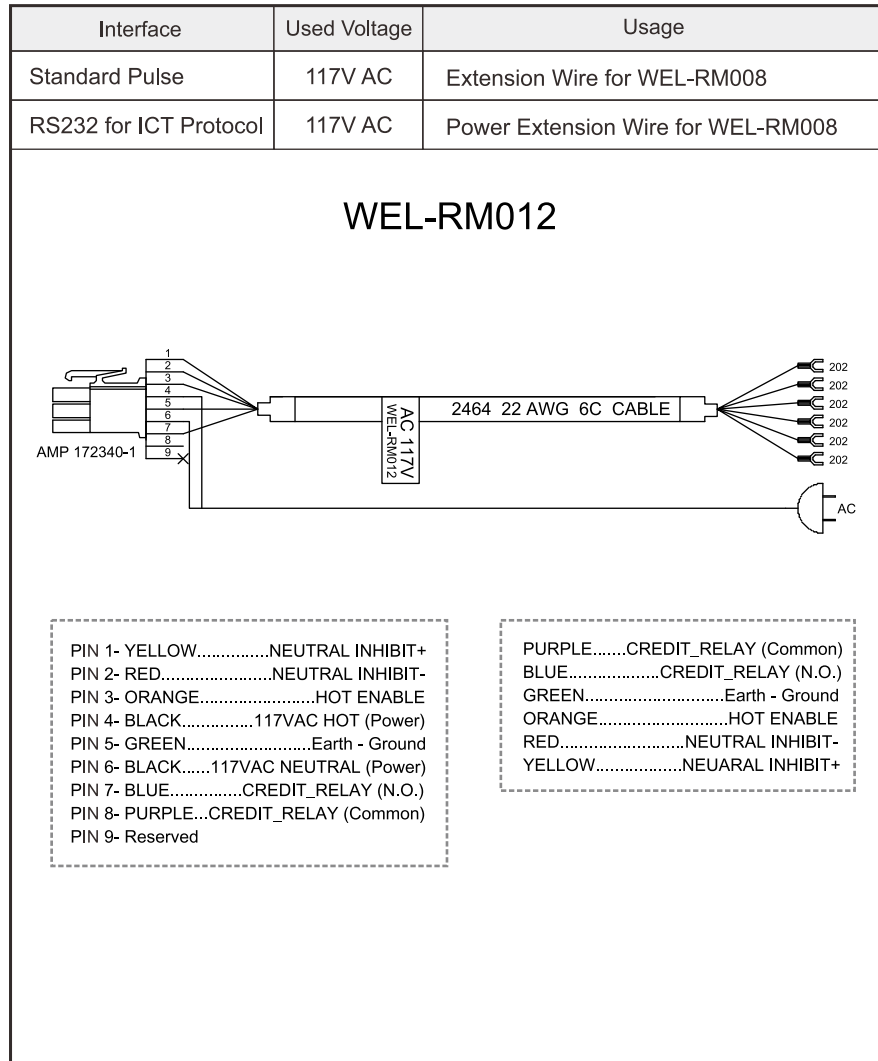 Interface Used Voltage Usage
Standard Pulse 117V AC Extension Wire for WEL-RM008
RS232 for ICT Protocol 117V AC Power Extension Wire for WEL-RM008
WEL-RM012
1
2
3
4
5
6
7
8
9
AMP 172340-1
AC 117V
WEL-RM012
2464 22 AWG 6C CABLE
202
202
202
202
202
202
AC
PIN 1- YELLOW...............NEUTRAL INHIBIT+
PIN 2- RED.......................NEUTRAL INHIBIT-
PIN 3- ORANGE........................HOT ENABLE
PIN 4- BLACK.............117VAC HOT (Power)
PIN 5- GREEN..........................Earth - Ground
PIN 6- BLACK......117VAC NEUTRAL (Power)
PIN 7- BLUE.............CREDIT_RELAY (N.O.)
PIN 8- PURPLE...CREDIT_RELAY (Common)
PIN 9- Reserved
PURPLE.......CREDIT_RELAY (Common)
BLUE...................CREDIT_RELAY (N.O.)
GREEN.............................Earth - Ground
ORANGE...........................HOT ENABLE
RED..........................NEUTRAL INHIBIT-
YELLOW..................NEUARAL INHIBIT+